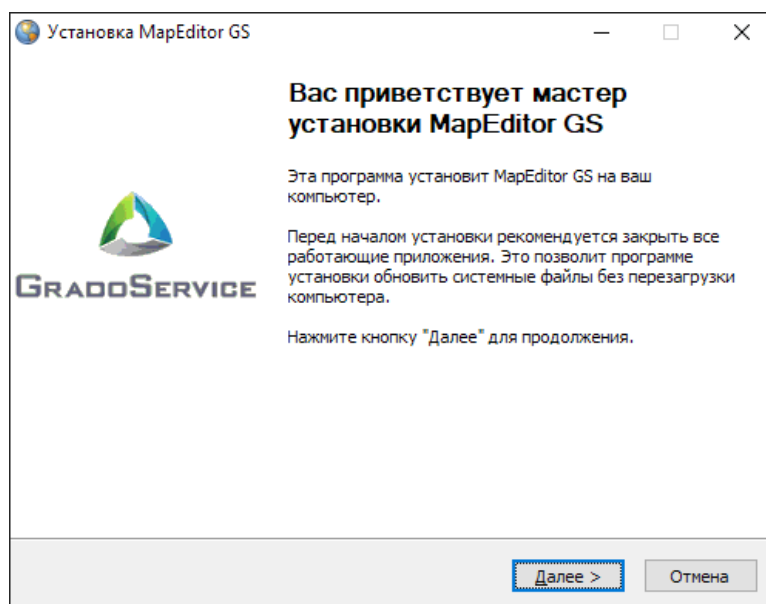 Установка MapEditor GS
Вас приветствует мастер
установки MapEditor GS
Эта программа установит MapEditor GS на ваш
компьютер.
Перед началом установки рекомендуется закрыть все
работающие приложения. Это позволит программе
установки обновить системные файлы без перезагрузки
компьютера.
Нажмите кнопку "Далее" для продолжения.
GRADOSERVICE
Далее >
Отмена